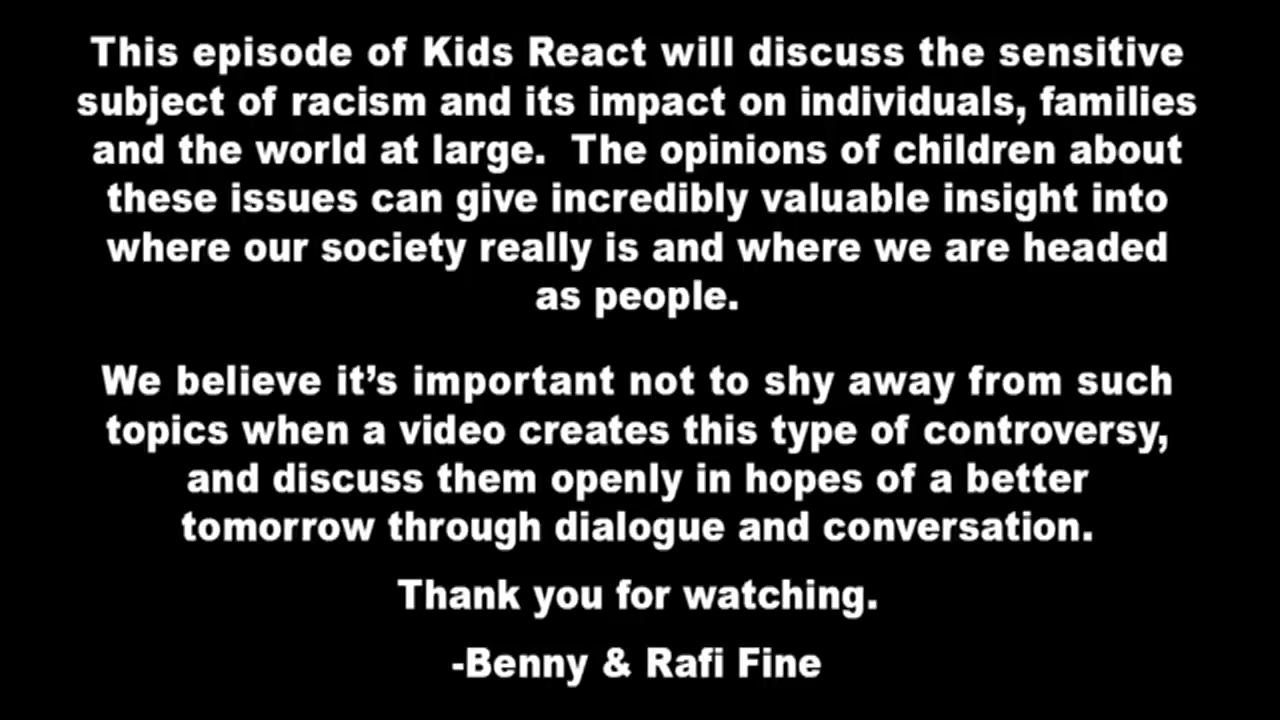 This episode of Kids React will discuss the sensitive
subject of racism and its impact on individuals, families
and the world at large.  The opinions of children about
these issues can give incredibly valuable insight into
where our society really is and where we are headed
as people.
We believe it’s important not to shy away from such
topics when a video creates this type of controversy,
and discuss them openly in hopes of a better
tomorrow through dialogue and conversation.
Thank you for watching.
-Benny & Rafi Fine